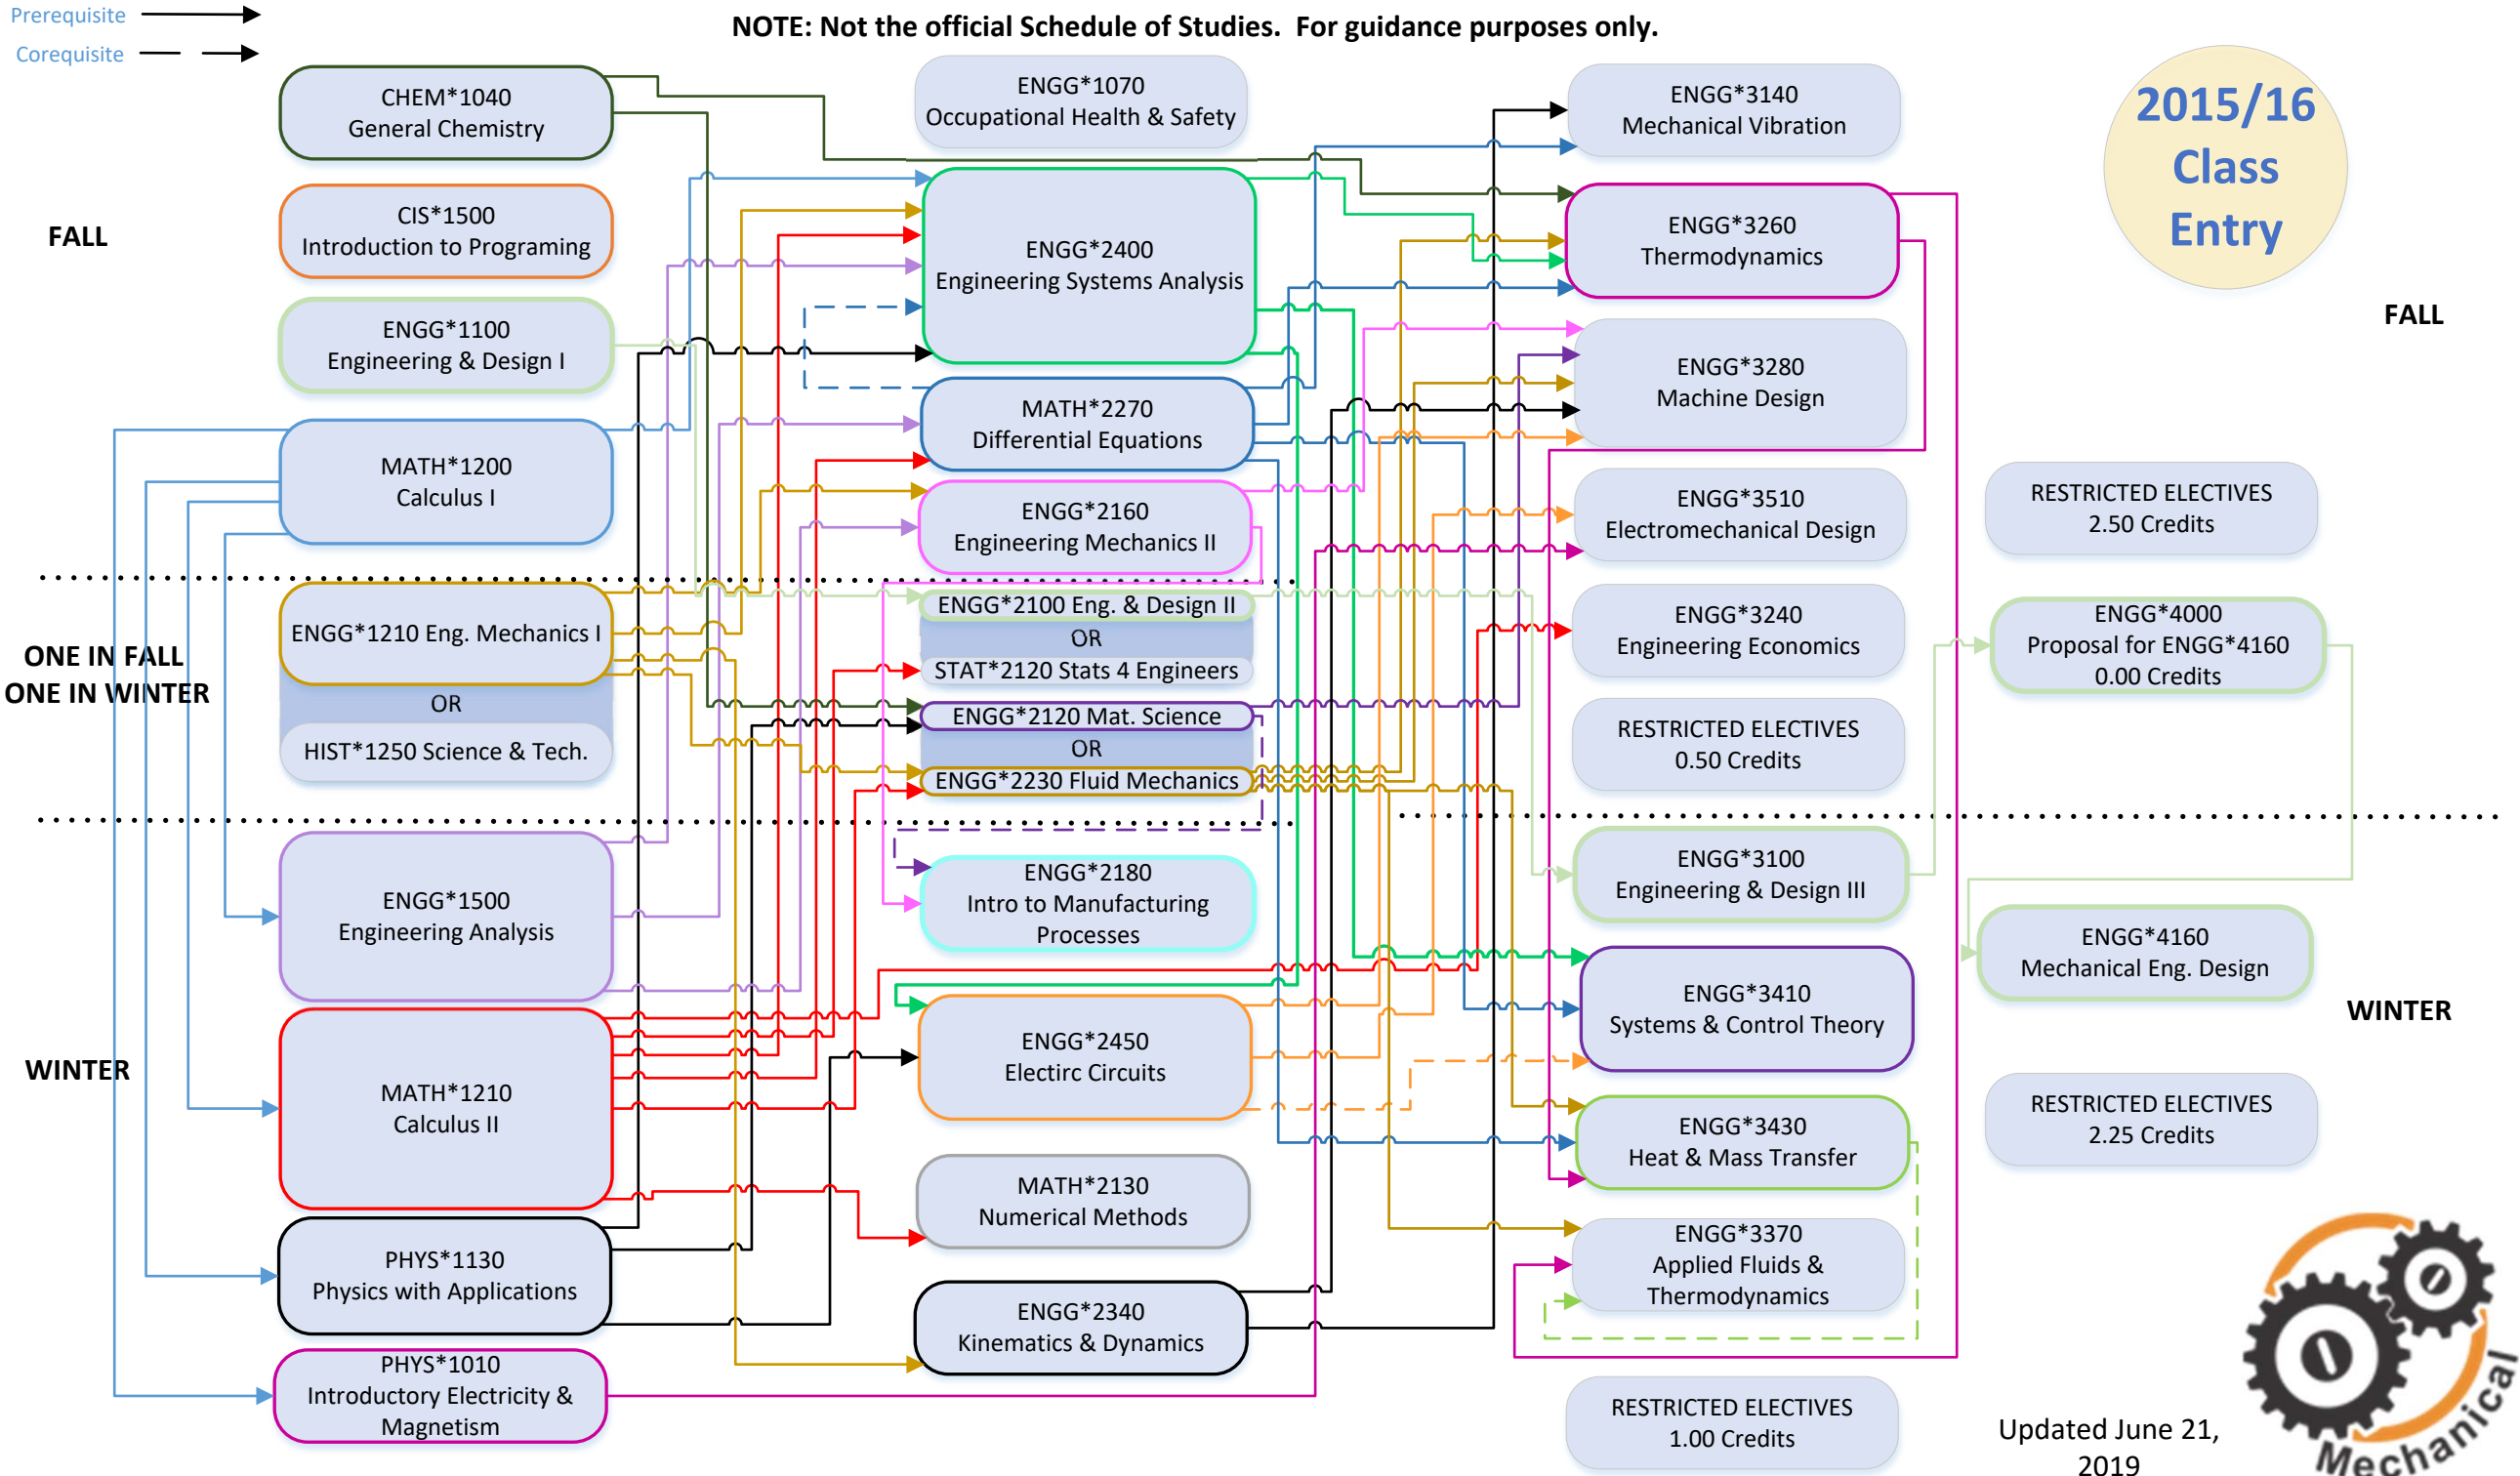 Prerequisite
Corequisite
NOTE: Not the official Schedule of Studies.  For guidance purposes only.
2015/16
Class
Entry
FALL
CHEM*1040
General Chemistry
CIS*1500
Introduction to Programing
ENGG*1100
Engineering & Design I
MATH*1200
Calculus I
ONE IN FALL
ONE IN WINTER
ENGG*1210 Eng. Mechanics I
OR
HIST*1250 Science & Tech.
WINTER
ENGG*1500
Engineering Analysis
MATH*1210
Calculus II
PHYS*1130
Physics with Applications
PHYS*1010
Introductory Electricity &
Magnetism
ENGG*1070
Occupational Health & Safety
ENGG*2400
Engineering Systems Analysis
MATH*2270
Differential Equations
ENGG*2160
Engineering Mechanics II
ENGG*2100 Eng. & Design II
OR
STAT*2120 Stats 4 Engineers
ENGG*2120 Mat. Science
OR
ENGG*2230 Fluid Mechanics
ENGG*2180
Intro to Manufacturing
Processes
ENGG*2450
Electirc Circuits
MATH*2130
Numerical Methods
ENGG*2340
Kinematics & Dynamics
ENGG*3140
Mechanical Vibration
ENGG*3260
Thermodynamics
ENGG*3280
Machine Design
ENGG*3510
Electromechanical Design
ENGG*3240
Engineering Economics
RESTRICTED ELECTIVES
0.50 Credits
ENGG*3100
Engineering & Design III
ENGG*3410
Systems & Control Theory
ENGG*3430
Heat & Mass Transfer
ENGG*3370
Applied Fluids &
Thermodynamics
RESTRICTED ELECTIVES
1.00 Credits
FALL
RESTRICTED ELECTIVES
2.50 Credits
ENGG*4000
Proposal for ENGG*4160
0.00 Credits
ENGG*4160
Mechanical Eng. Design
WINTER
RESTRICTED ELECTIVES
2.25 Credits
Updated June 21,
2019
Mechanical